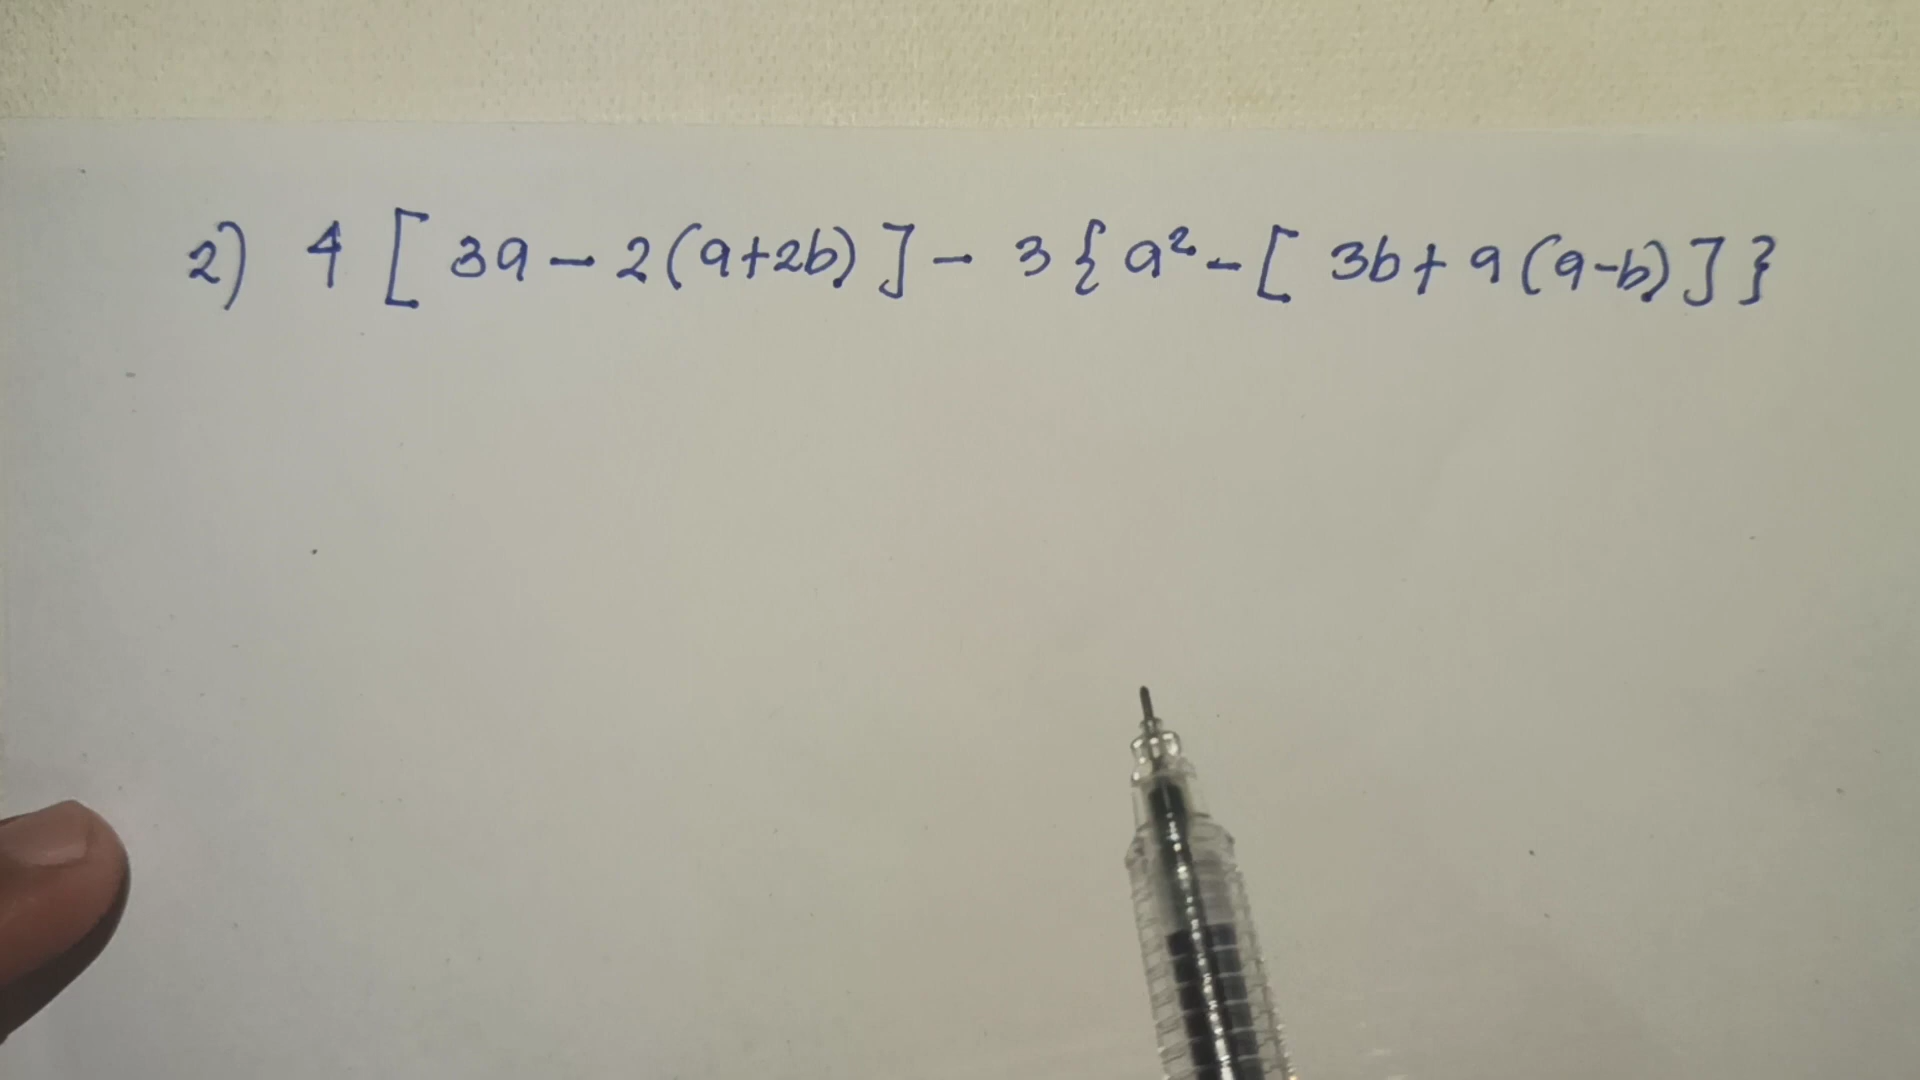 2) 4 [ 3a - 2(a+2b) ] - 3 { a² - [ 3b + a (a-b) ] }